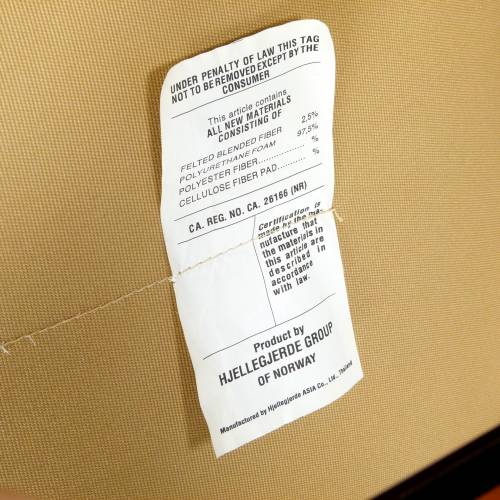 UNDER PENALTY OF LAW THIS TAG
NOT TO BE REMOVED EXCEPT BY THE
CONSUMER
This article contains
ALL NEW MATERIALS
CONSISTING OF
FELTED BLENDED FIBER 2,5%
POLYURETHANE FOAM 97,5%
POLYESTER FIBER.............. %
CELLULOSE FIBER PAD......... %
CA. REG. NO. CA. 26166 (NR)
Certification is
made by the ma-
nufacture that
the materials in
this article are
described in
accordance
with law.
Product by
HJELLEGJERDE GROUP
OF NORWAY
Manufactured by Hjellegjerde ASIA Co., Ltd., Thailand